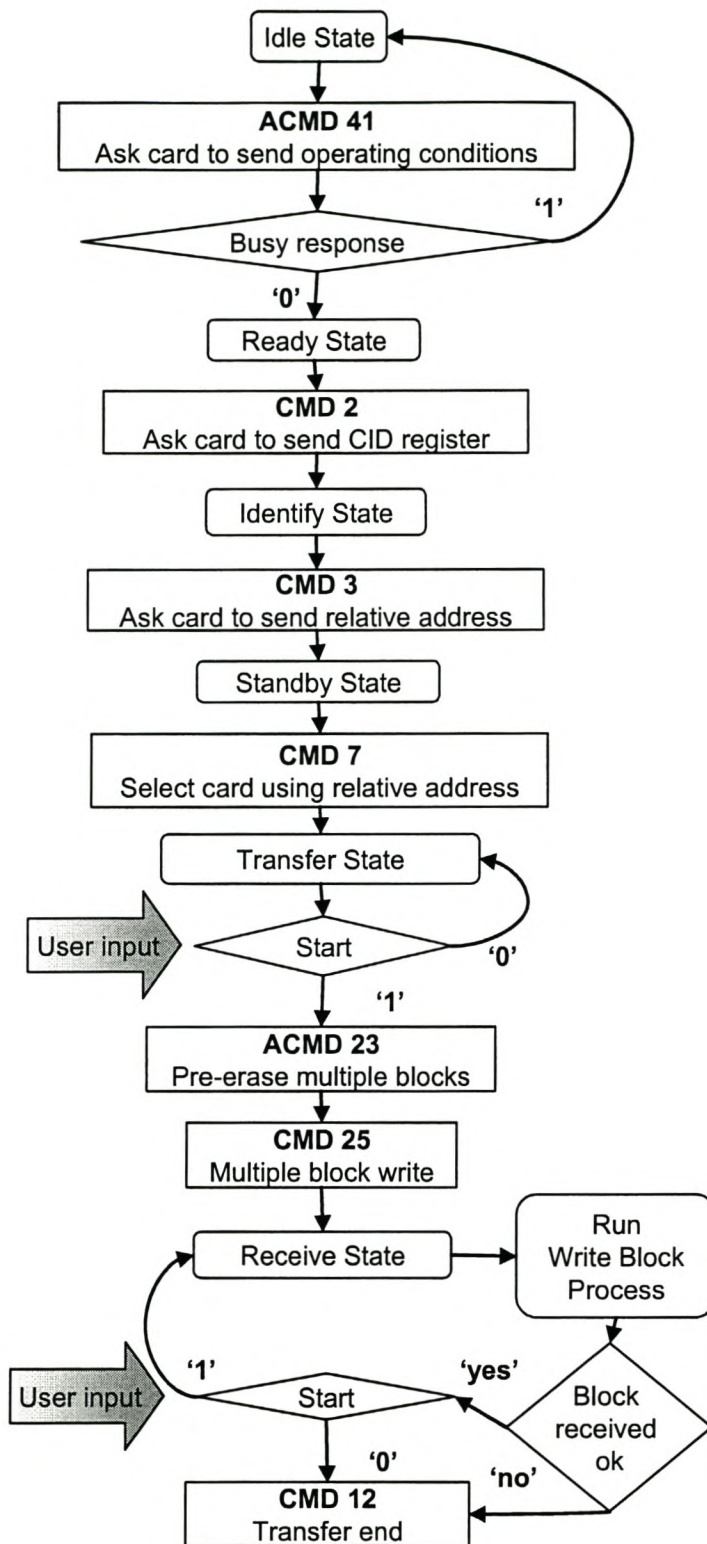 Idle State
ACMD 41
Ask card to send operating conditions
‘1’
Busy response
‘0’
Ready State
CMD 2
Ask card to send CID register
Identify State
CMD 3
Ask card to send relative address
Standby State
CMD 7
Select card using relative address
Transfer State
User input
Start
‘0’
‘1’
ACMD 23
Pre-erase multiple blocks
CMD 25
Multiple block write
Receive State
Run
Write Block
Process
User input
‘1’
Start
‘yes’
Block
received
ok
‘0’
‘no’
CMD 12
Transfer end